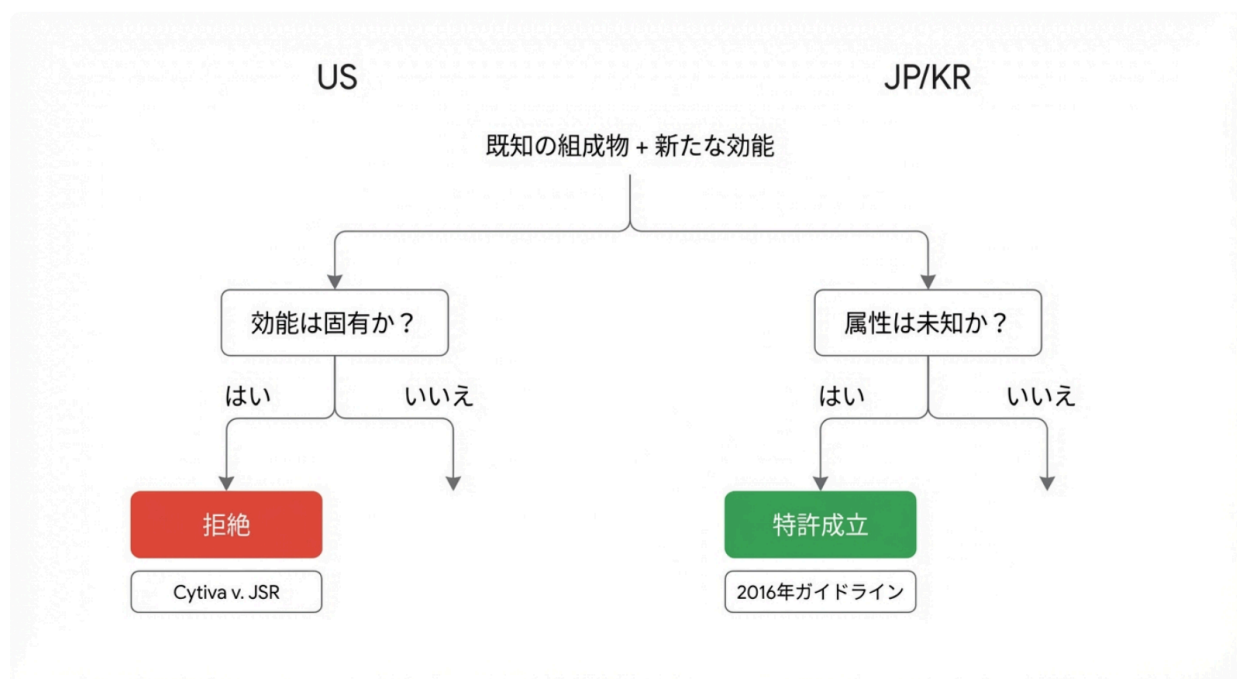 US
JP/KR
既知の組成物 + 新たな効能
効能は固有か？
属性は未知か？
はい
いいえ
はい
いいえ
拒絶
特許成立
Cytiva v. JSR
2016年ガイドライン